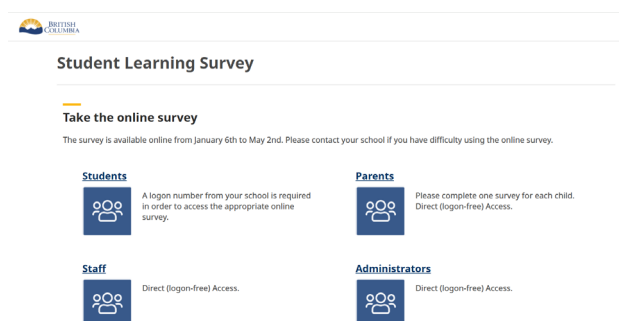 BRITISH
COLUMBIA
Student Learning Survey
Take the online survey
The survey is available online from January 6th to May 2nd. Please contact your school if you have difficulty using the online survey.
Students
A logon number from your school is required
in order to access the appropriate online
survey.
Parents
Please complete one survey for each child.
Direct (logon-free) Access.
Staff
Direct (logon-free) Access.
Administrators
Direct (logon-free) Access.